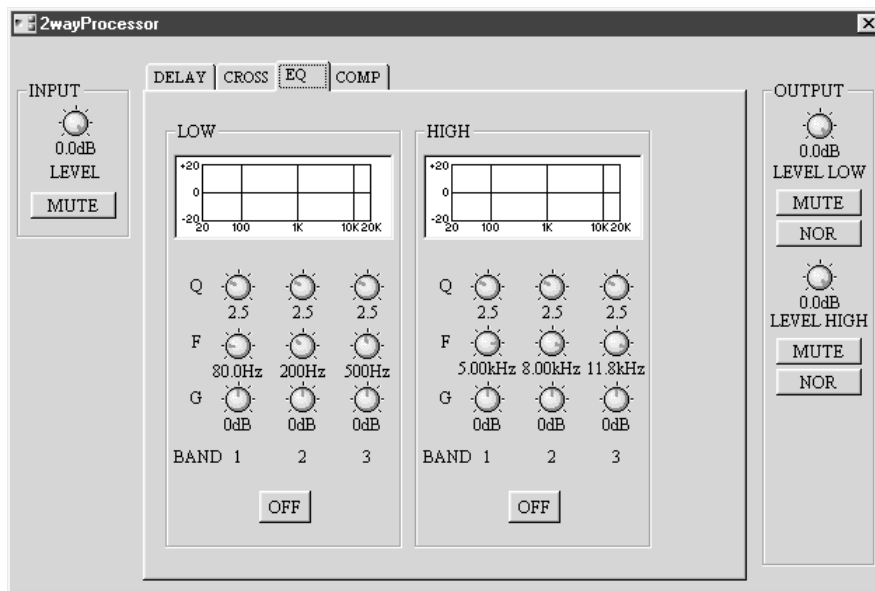 2wayProcessor
DELAY CROSS EQ COMP
INPUT
0.0dB
LEVEL
MUTE
LOW
+20
0
-20
20 100 1K 10K 20K
Q
2.5 2.5 2.5
F
80.0Hz 200Hz 500Hz
G
0dB 0dB 0dB
BAND 1 2 3
OFF
HIGH
+20
0
-20
20 100 1K 10K 20K
Q
2.5 2.5 2.5
F
5.00kHz 8.00kHz 11.8kHz
G
0dB 0dB 0dB
BAND 1 2 3
OFF
OUTPUT
0.0dB
LEVEL LOW
MUTE
NOR
0.0dB
LEVEL HIGH
MUTE
NOR